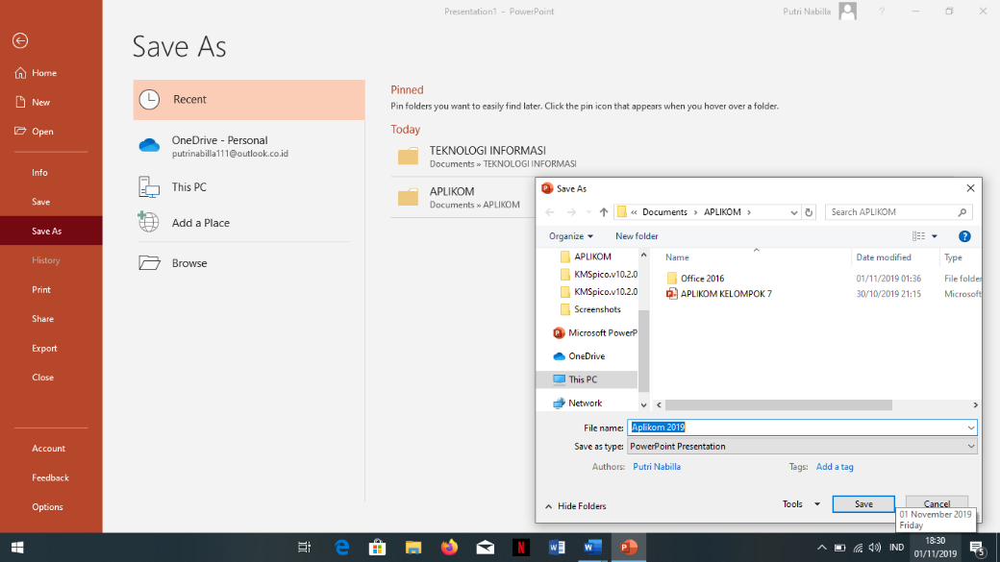 Presentation1 - PowerPoint
Putri Nabilla
?
Save As
Home
New
Open
Info
Save
Save As
History
Print
Share
Export
Close
Account
Feedback
Options
Recent
OneDrive - Personal
putrinabilla111@outlook.co.id
This PC
Add a Place
Browse
Pinned
Pin folders you want to easily find later. Click the pin icon that appears when you hover over a folder.
Today
TEKNOLOGI INFORMASI
Documents » TEKNOLOGI INFORMASI
APLIKOM
Documents » APLIKOM
Save As
« Documents › APLIKOM ›
Search APLIKOM
Organize
New folder
?
APLIKOM
KMSpico.v10.2.0
KMSpico.v10.2.0
Screenshots
Microsoft PowerP
OneDrive
This PC
Network
Name Date modified Type
Office 2016 01/11/2019 01:36 File folder
APLIKOM KELOMPOK 7 30/10/2019 21:15 Microsoft
File name: Aplikom 2019
Save as type: PowerPoint Presentation
Authors: Putri Nabilla
Tags: Add a tag
Hide Folders
Tools
Save
Cancel
01 November 2019
Friday
IND
18:30
01/11/2019
5